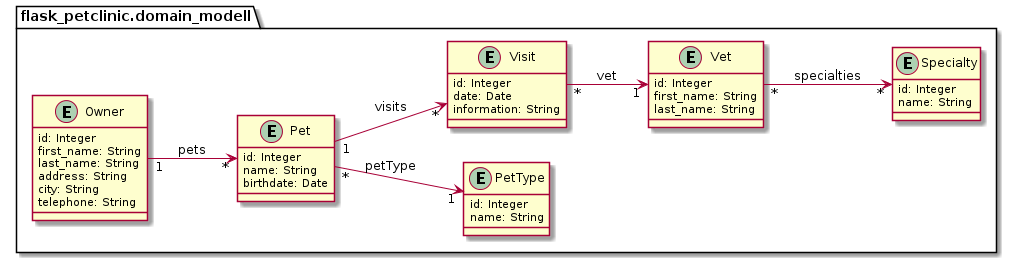 flask_petclinic.domain_modell
E Owner
id: Integer
first_name: String
last_name: String
address: String
city: String
telephone: String
pets
1
*
E Pet
id: Integer
name: String
birthdate: Date
visits
1
*
petType
*
1
E Visit
id: Integer
date: Date
information: String
E PetType
id: Integer
name: String
vet
*
1
E Vet
id: Integer
first_name: String
last_name: String
specialties
*
*
E Specialty
id: Integer
name: String